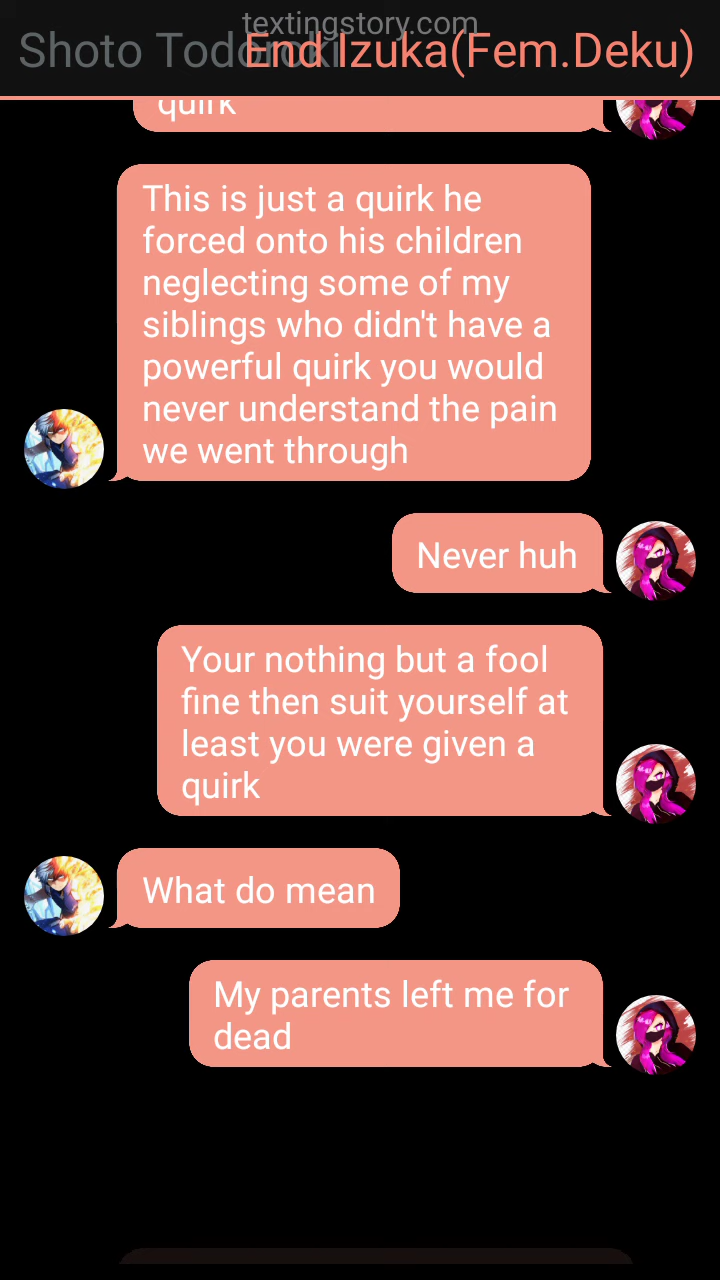 textingstory.com
Shoto Todoroki
End Izuka(Fem.Deku)
quirk
This is just a quirk he
forced onto his children
neglecting some of my
siblings who didn't have a
powerful quirk you would
never understand the pain
we went through
Never huh
Your nothing but a fool
fine then suit yourself at
least you were given a
quirk
What do mean
My parents left me for
dead